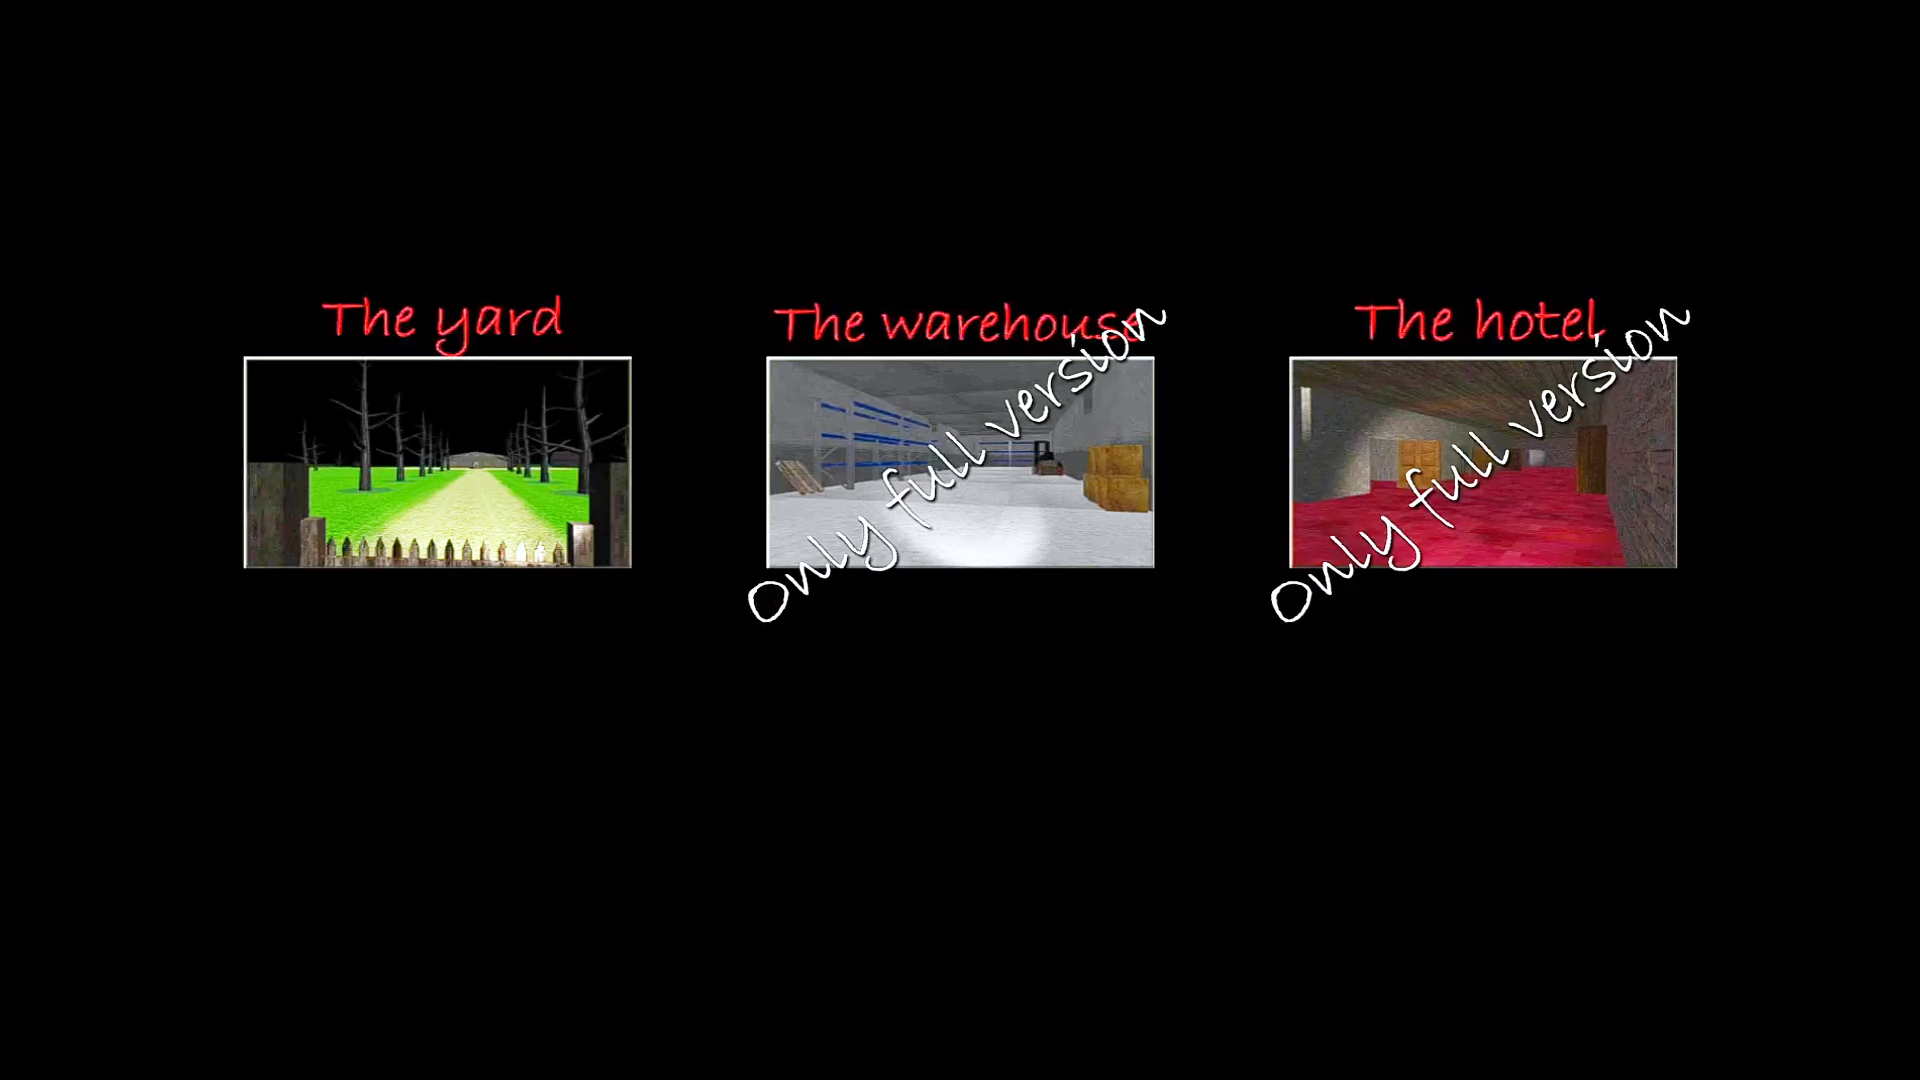 The yard
The warehouse
The hotel
Only full version
Only full version